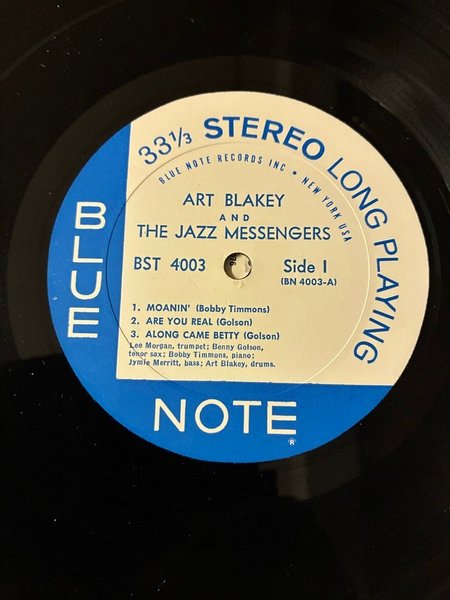 33⅓ STEREO LONG PLAYING
BLUE NOTE RECORDS INC • NEW YORK USA
ART BLAKEY
AND
THE JAZZ MESSENGERS
BST 4003 Side 1
(BN 4003-A)
1. MOANIN' (Bobby Timmons)
2. ARE YOU REAL (Golson)
3. ALONG CAME BETTY (Golson)
Lee Morgan, trumpet; Benny Golson,
tenor sax; Bobby Timmons, piano;
Jymie Merritt, bass; Art Blakey, drums.
BLUE
NOTE
®